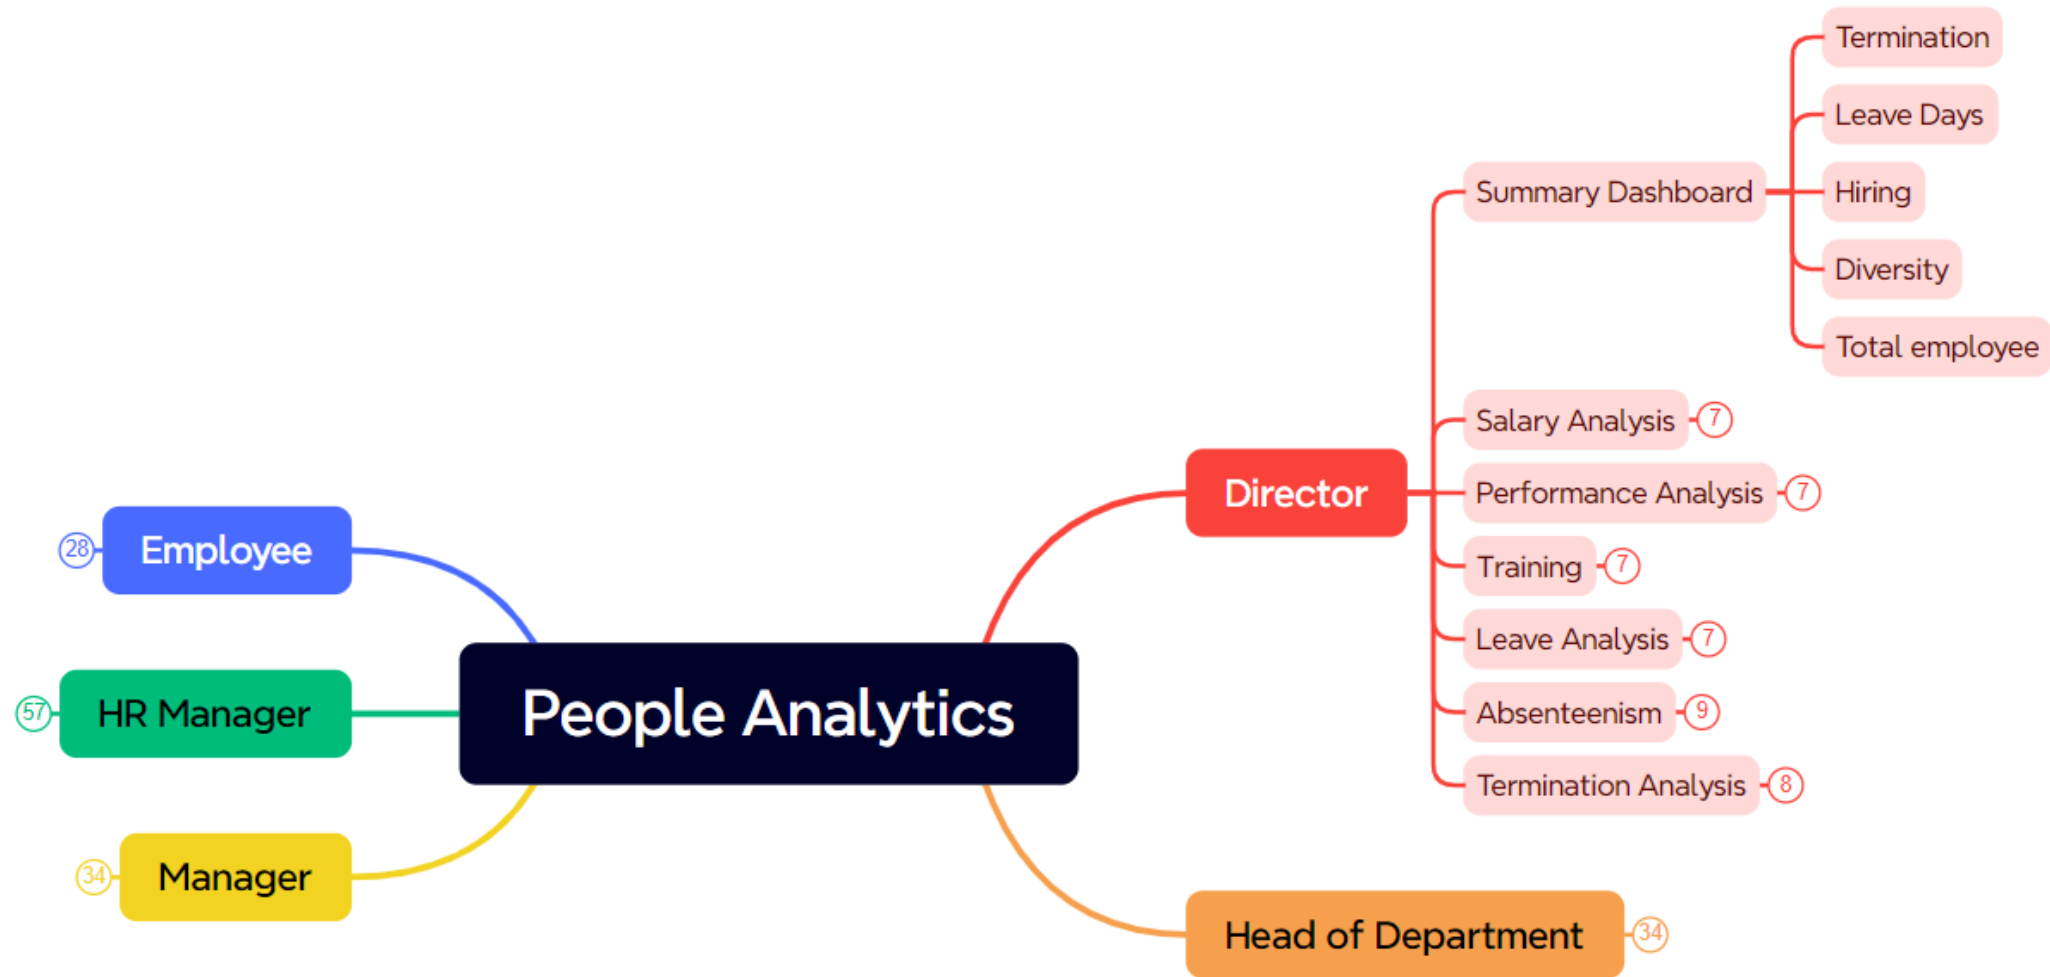 People Analytics
Director
Summary Dashboard
Termination
Leave Days
Hiring
Diversity
Total employee
Salary Analysis 7
Performance Analysis 7
Training 7
Leave Analysis 7
Absenteenism 9
Termination Analysis 8
Head of Department 34
28 Employee
57 HR Manager
34 Manager